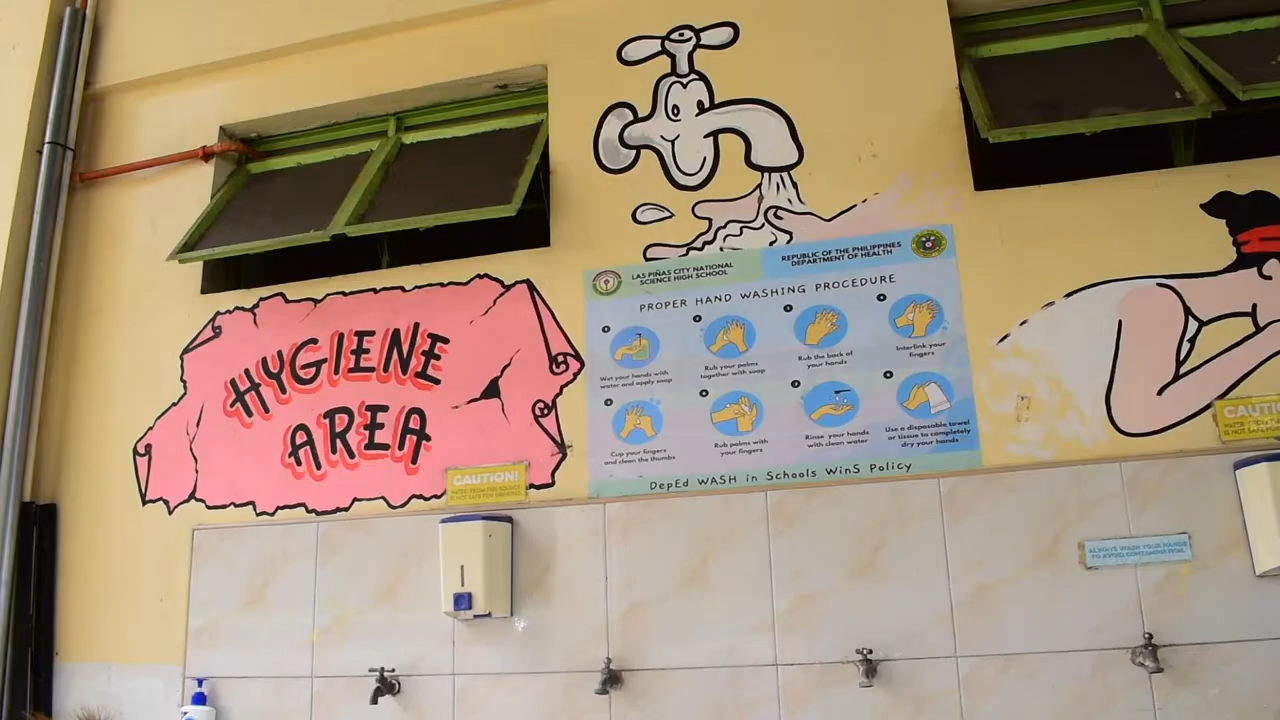 HYGIENE
AREA
LAS PIÑAS CITY NATIONAL
SCIENCE HIGH SCHOOL
REPUBLIC OF THE PHILIPPINES
DEPARTMENT OF HEALTH
PROPER HAND WASHING PROCEDURE
Wet your hands with
water and apply soap
Rub your palms
together with soap
Rub the back of
your hands
Interlink your
fingers
Cup your fingers
and clean the thumbs
Rub palms with
your fingers
Rinse your hands
with clean water
Use a disposable towel
or tissue to completely
dry your hands
DepEd WASH in Schools WinS Policy
CAUTION!
WATER FROM THIS SOURCE
IS NOT SAFE FOR DRINKING
ALWAYS WASH YOUR HANDS
TO AVOID CONTAMINATION.